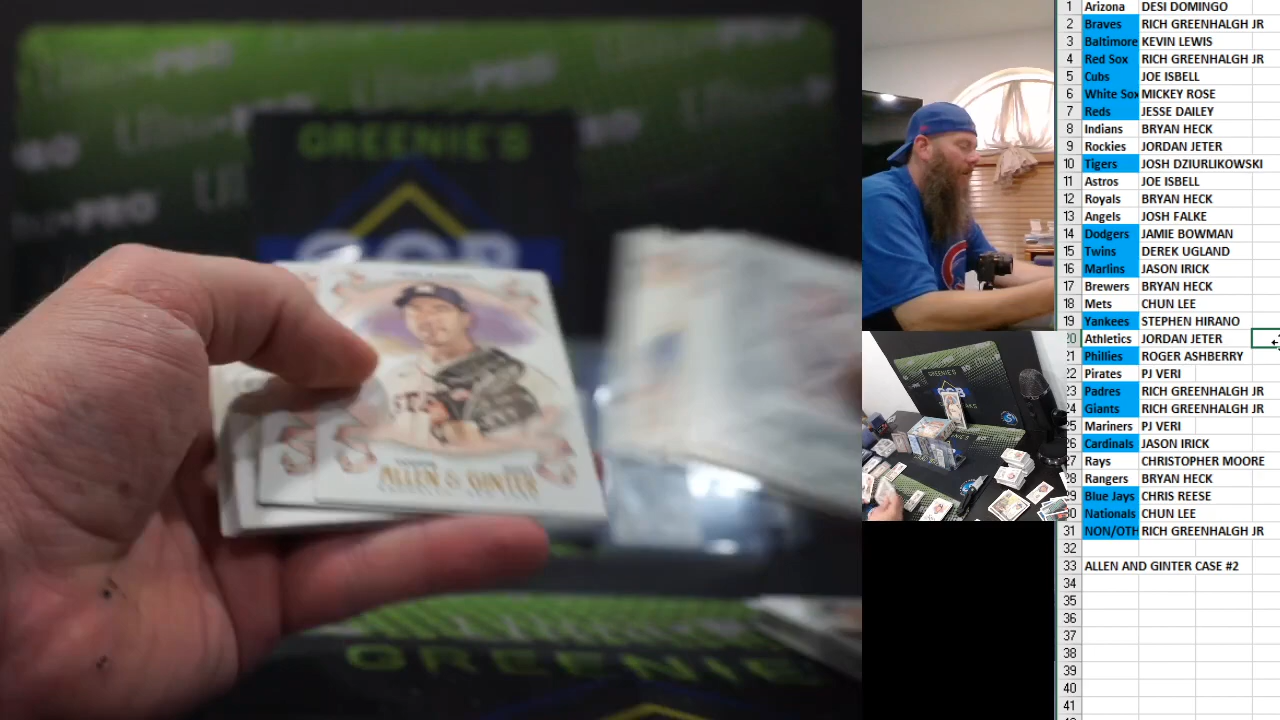 GREENIE'S
PRO
ALLEN & GINTER
GREENIE
1 Arizona DESI DOMINGO
2 Braves RICH GREENHALGH JR
3 Baltimore KEVIN LEWIS
4 Red Sox RICH GREENHALGH JR
5 Cubs JOE ISBELL
6 White Sox MICKEY ROSE
7 Reds JESSE DAILEY
8 Indians BRYAN HECK
9 Rockies JORDAN JETER
10 Tigers JOSH DZIURLIKOWSKI
11 Astros JOE ISBELL
12 Royals BRYAN HECK
13 Angels JOSH FALKE
14 Dodgers JAMIE BOWMAN
15 Twins DEREK UGLAND
16 Marlins JASON IRICK
17 Brewers BRYAN HECK
18 Mets CHUN LEE
19 Yankees STEPHEN HIRANO
20 Athletics JORDAN JETER
21 Phillies ROGER ASHBERRY
22 Pirates PJ VERI
23 Padres RICH GREENHALGH JR
24 Giants RICH GREENHALGH JR
25 Mariners PJ VERI
26 Cardinals JASON IRICK
27 Rays CHRISTOPHER MOORE
28 Rangers BRYAN HECK
29 Blue Jays CHRIS REESE
30 Nationals CHUN LEE
31 NON/OTH RICH GREENHALGH JR
32
33 ALLEN AND GINTER CASE #2
34
35
36
37
38
39
40
41